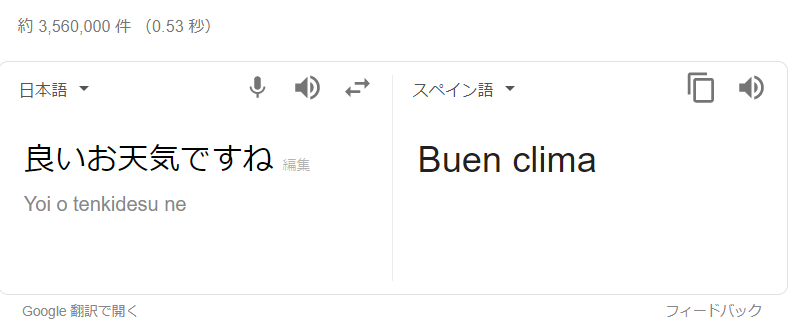 約 3,560,000 件 （0.53 秒）
日本語
スペイン語
良いお天気ですね 編集
Yoi o tenkidesu ne
Buen clima
Google 翻訳で開く
フィードバック